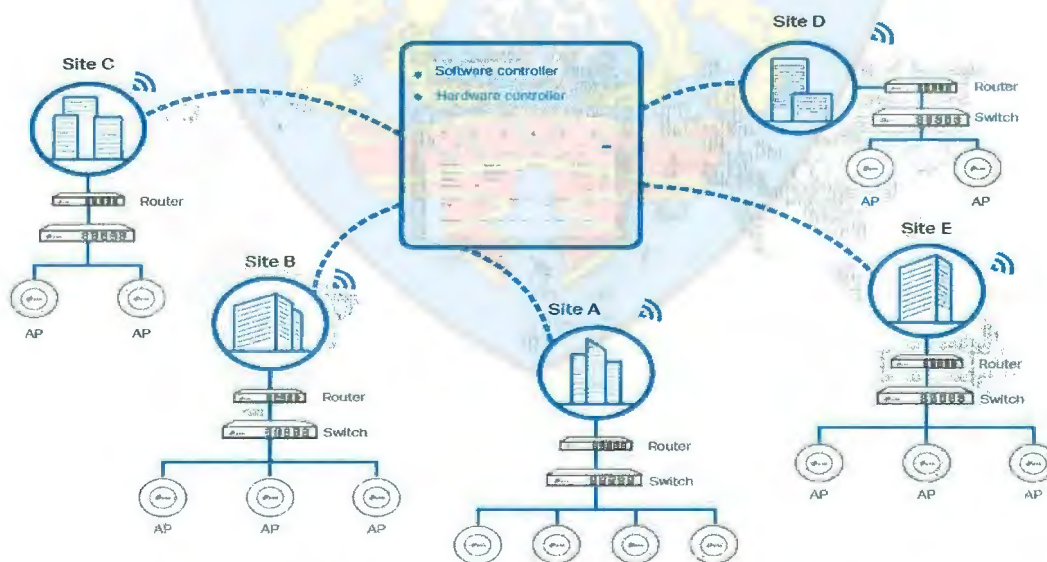 Site D
Site C
Software controller
Hardware controller
Router
Switch
Router
AP
AP
Site E
Site B
AP
AP
Site A
Router
Router
Switch
Switch
Router
Switch
AP
AP
AP
AP
AP
AP